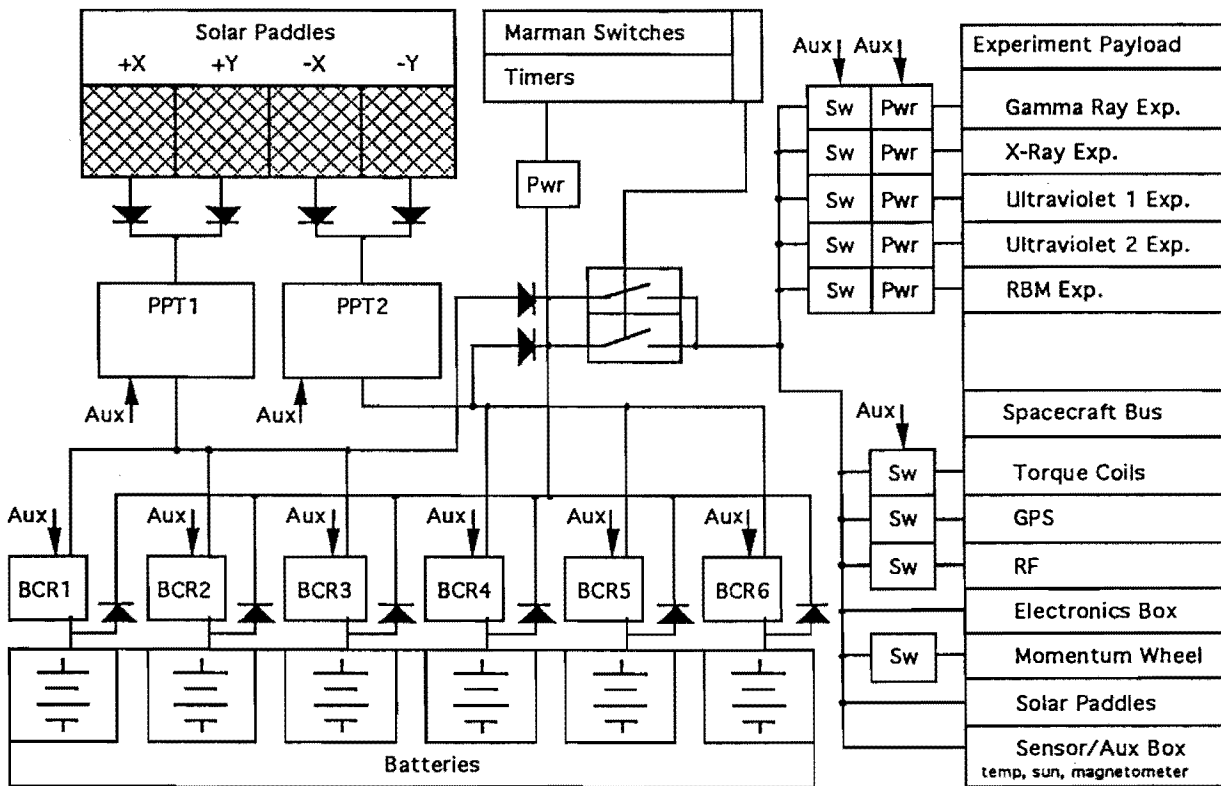 Solar Paddles
+X +Y -X -Y
Marman Switches
Timers
Pwr
PPT1
PPT2
Aux
Aux
Aux Aux
Sw Pwr
Sw Pwr
Sw Pwr
Sw Pwr
Sw Pwr
Experiment Payload
Gamma Ray Exp.
X-Ray Exp.
Ultraviolet 1 Exp.
Ultraviolet 2 Exp.
RBM Exp.
Spacecraft Bus
Aux
Sw
Torque Coils
Sw
GPS
Sw
RF
Electronics Box
Sw
Momentum Wheel
Solar Paddles
Sensor/Aux Box
temp, sun, magnetometer
Aux Aux Aux Aux Aux Aux
BCR1 BCR2 BCR3 BCR4 BCR5 BCR6
Batteries